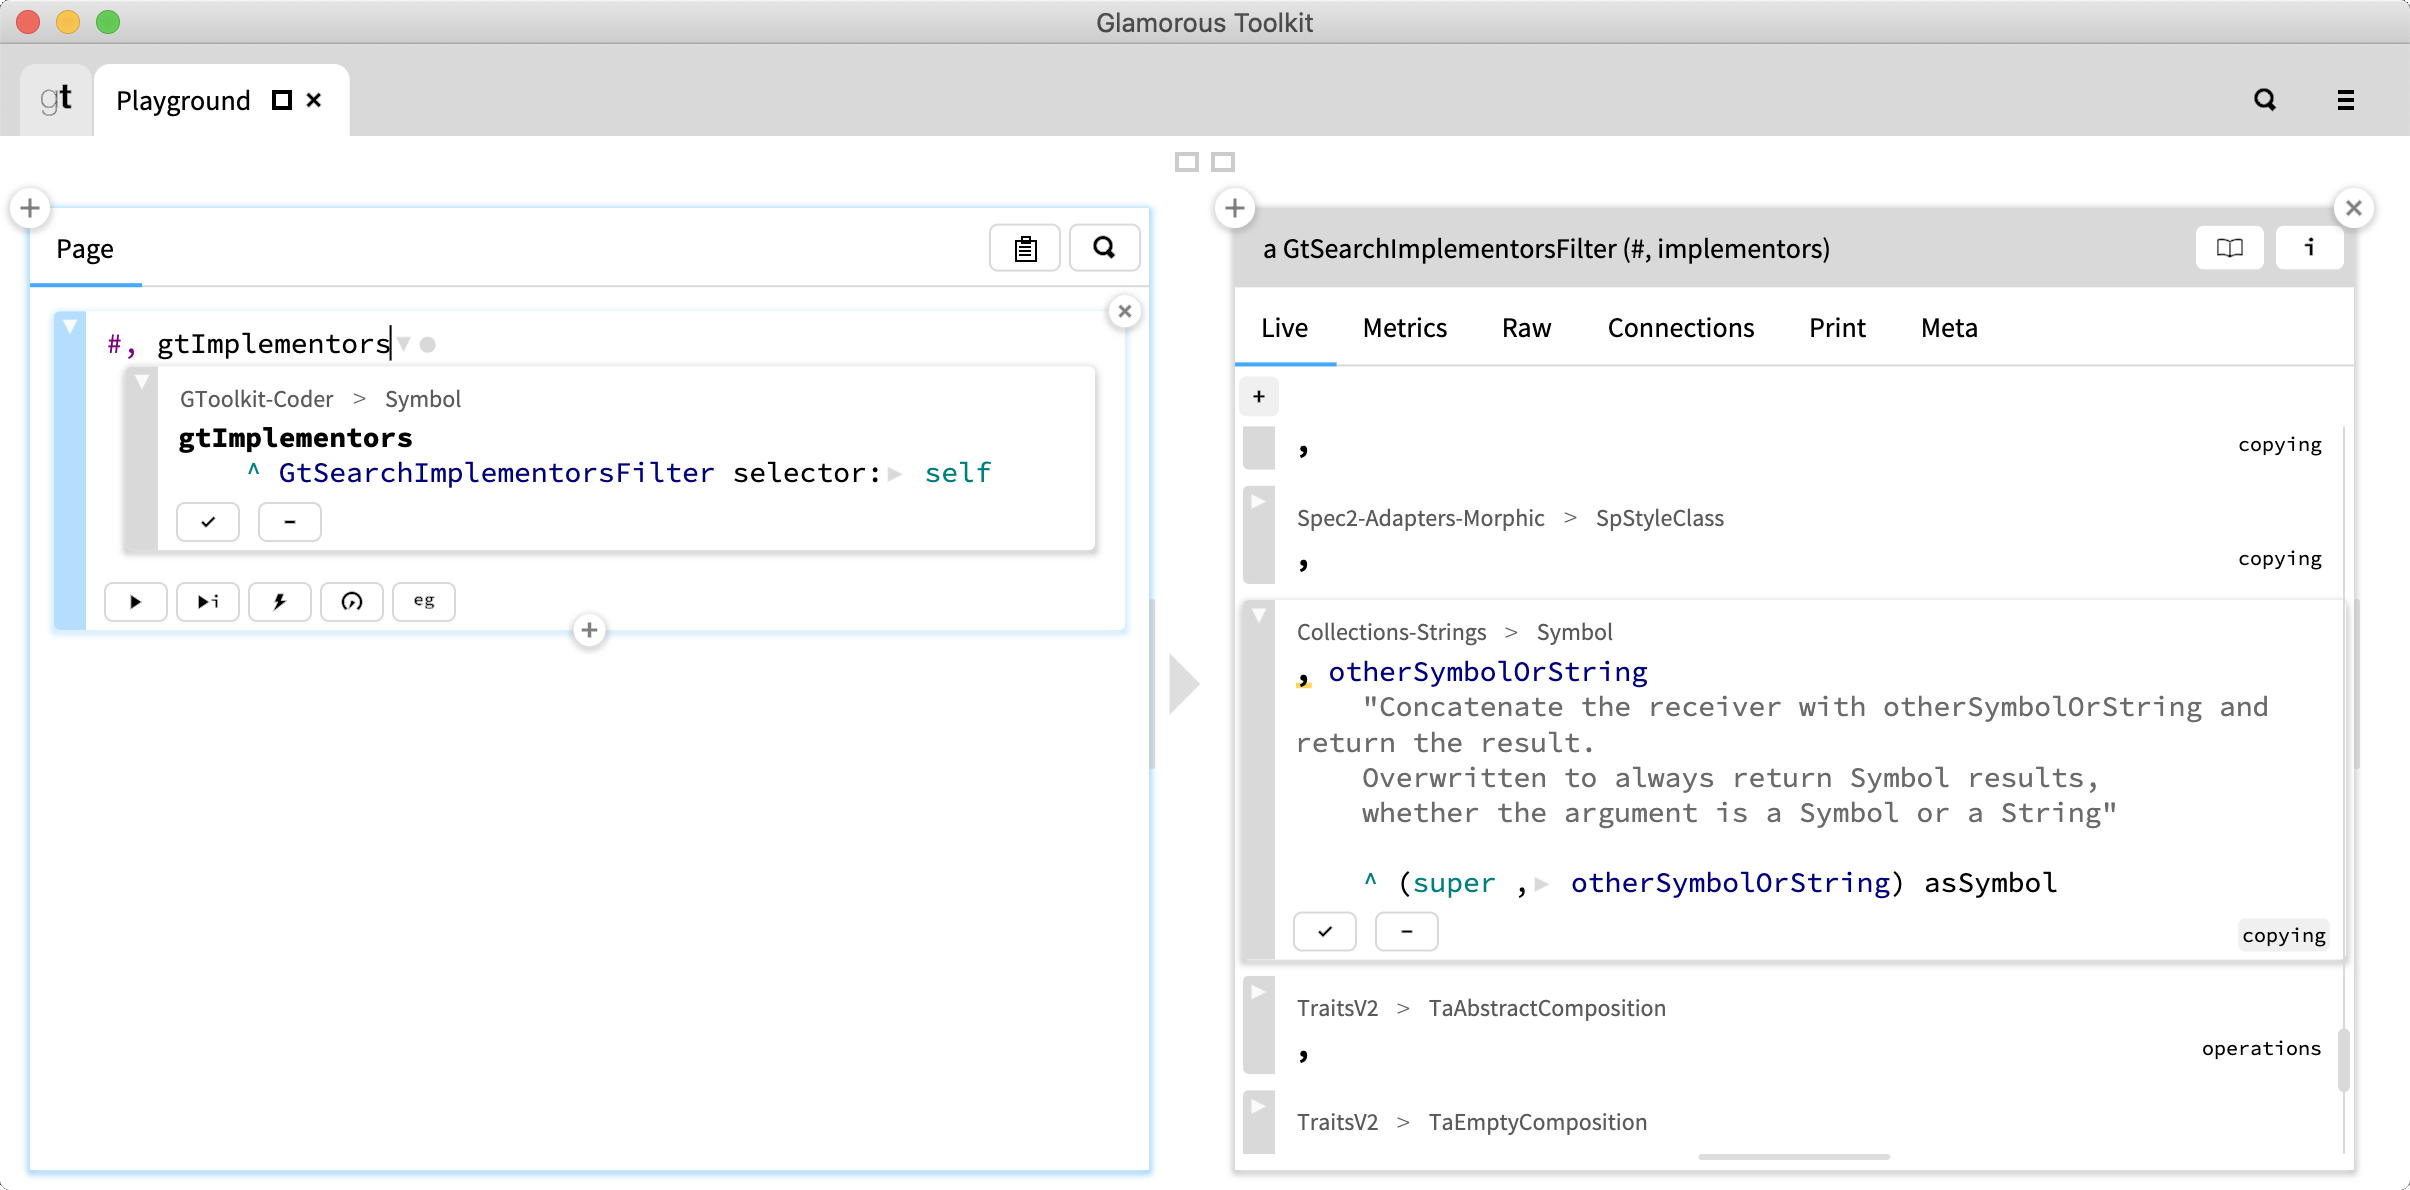 Glamorous Toolkit
gt
Playground
Page
#, gtImplementors
GToolkit-Coder > Symbol
gtImplementors
^ GtSearchImplementorsFilter selector: self
i
eg
a GtSearchImplementorsFilter (#, implementors)
i
Live Metrics Raw Connections Print Meta
+
, copying
Spec2-Adapters-Morphic > SpStyleClass
, copying
Collections-Strings > Symbol
, otherSymbolOrString
"Concatenate the receiver with otherSymbolOrString and
return the result.
Overwritten to always return Symbol results,
whether the argument is a Symbol or a String"
^ (super , otherSymbolOrString) asSymbol
copying
TraitsV2 > TaAbstractComposition
, operations
TraitsV2 > TaEmptyComposition